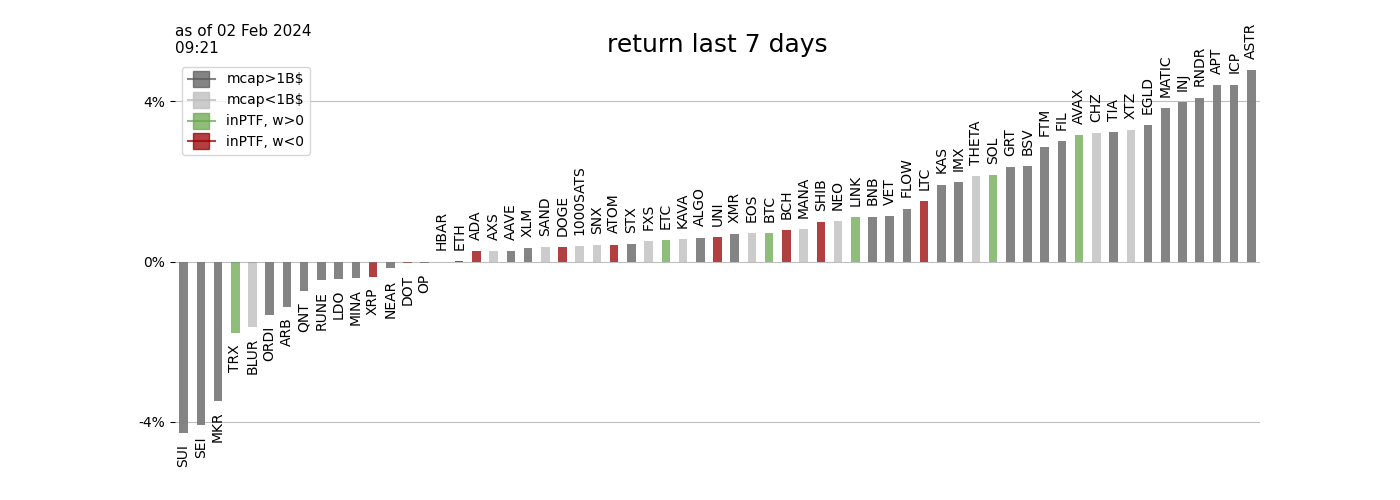 as of 02 Feb 2024
09:21
return last 7 days
mcap>1B$
mcap<1B$
inPTF, w>0
inPTF, w<0
4%
0%
-4%
SUI
SEI
MKR
TRX
BLUR
ORDI
ARB
QNT
RUNE
LDO
MINA
XRP
NEAR
DOT
OP
HBAR
ETH
ADA
AXS
AAVE
XLM
SAND
DOGE
1000SATS
SNX
ATOM
STX
FXS
ETC
KAVA
ALGO
UNI
XMR
EOS
BTC
BCH
MANA
SHIB
NEO
LINK
BNB
VET
FLOW
LTC
KAS
IMX
THETA
SOL
GRT
BSV
FTM
FIL
AVAX
CHZ
TIA
XTZ
EGLD
MATIC
INJ
RNDR
APT
ICP
ASTR